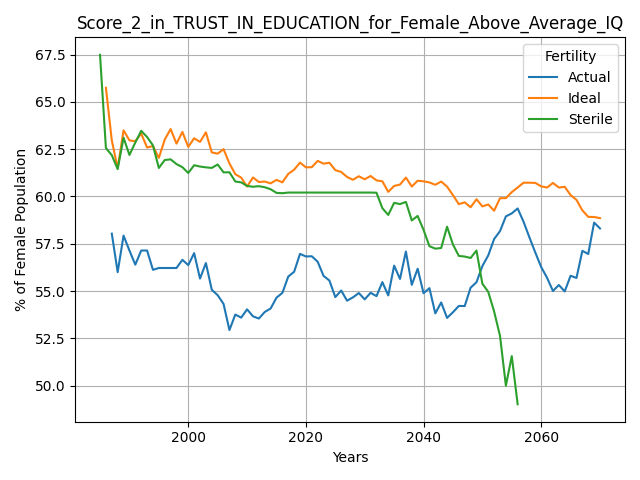 Score_2_in_TRUST_IN_EDUCATION_for_Female_Above_Average_IQ
Fertility
Actual
Ideal
Sterile
% of Female Population
67.5
65.0
62.5
60.0
57.5
55.0
52.5
50.0
2000 2020 2040 2060
Years